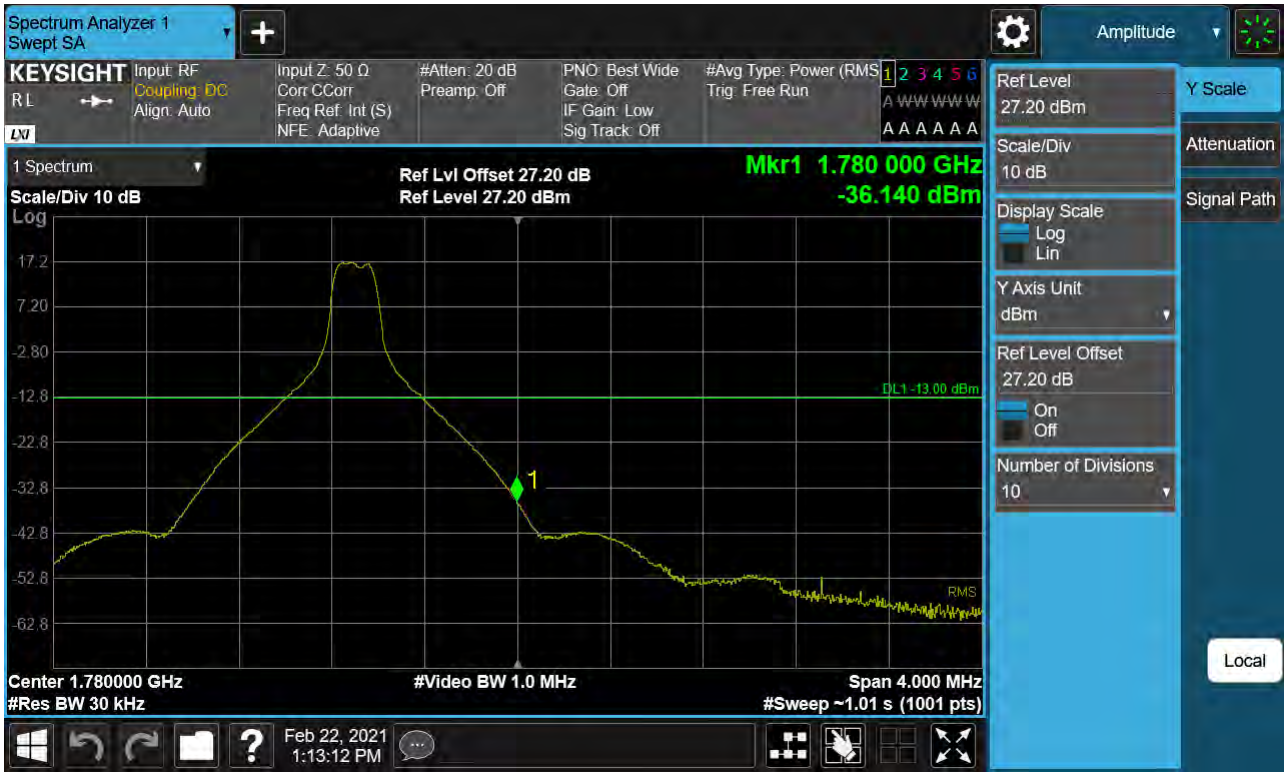 Spectrum Analyzer 1
Swept SA
Amplitude
KEYSIGHT
RL
LXI
Input: RF
Coupling: DC
Align: Auto
Input Z: 50 Ω
Corr CCorr
Freq Ref: Int (S)
NFE: Adaptive
#Atten: 20 dB
Preamp: Off
PNO: Best Wide
Gate: Off
IF Gain: Low
Sig Track: Off
#Avg Type: Power (RMS
Trig: Free Run
1 2 3 4 5 6
A W W W W W
A A A A A A
1 Spectrum
Scale/Div 10 dB
Ref Lvl Offset 27.20 dB
Ref Level 27.20 dBm
Mkr1 1.780 000 GHz
-36.140 dBm
Log
17.2
7.20
-2.80
-12.8
-22.8
-32.8
-42.8
-52.8
-62.8
DL1 -13.00 dBm
1
RMS
Center 1.780000 GHz
#Video BW 1.0 MHz
Span 4.000 MHz
#Res BW 30 kHz
#Sweep ~1.01 s (1001 pts)
Ref Level
27.20 dBm
Scale/Div
10 dB
Display Scale
Log
Lin
Y Axis Unit
dBm
Ref Level Offset
27.20 dB
On
Off
Number of Divisions
10
Y Scale
Attenuation
Signal Path
Local
?
Feb 22, 2021
1:13:12 PM